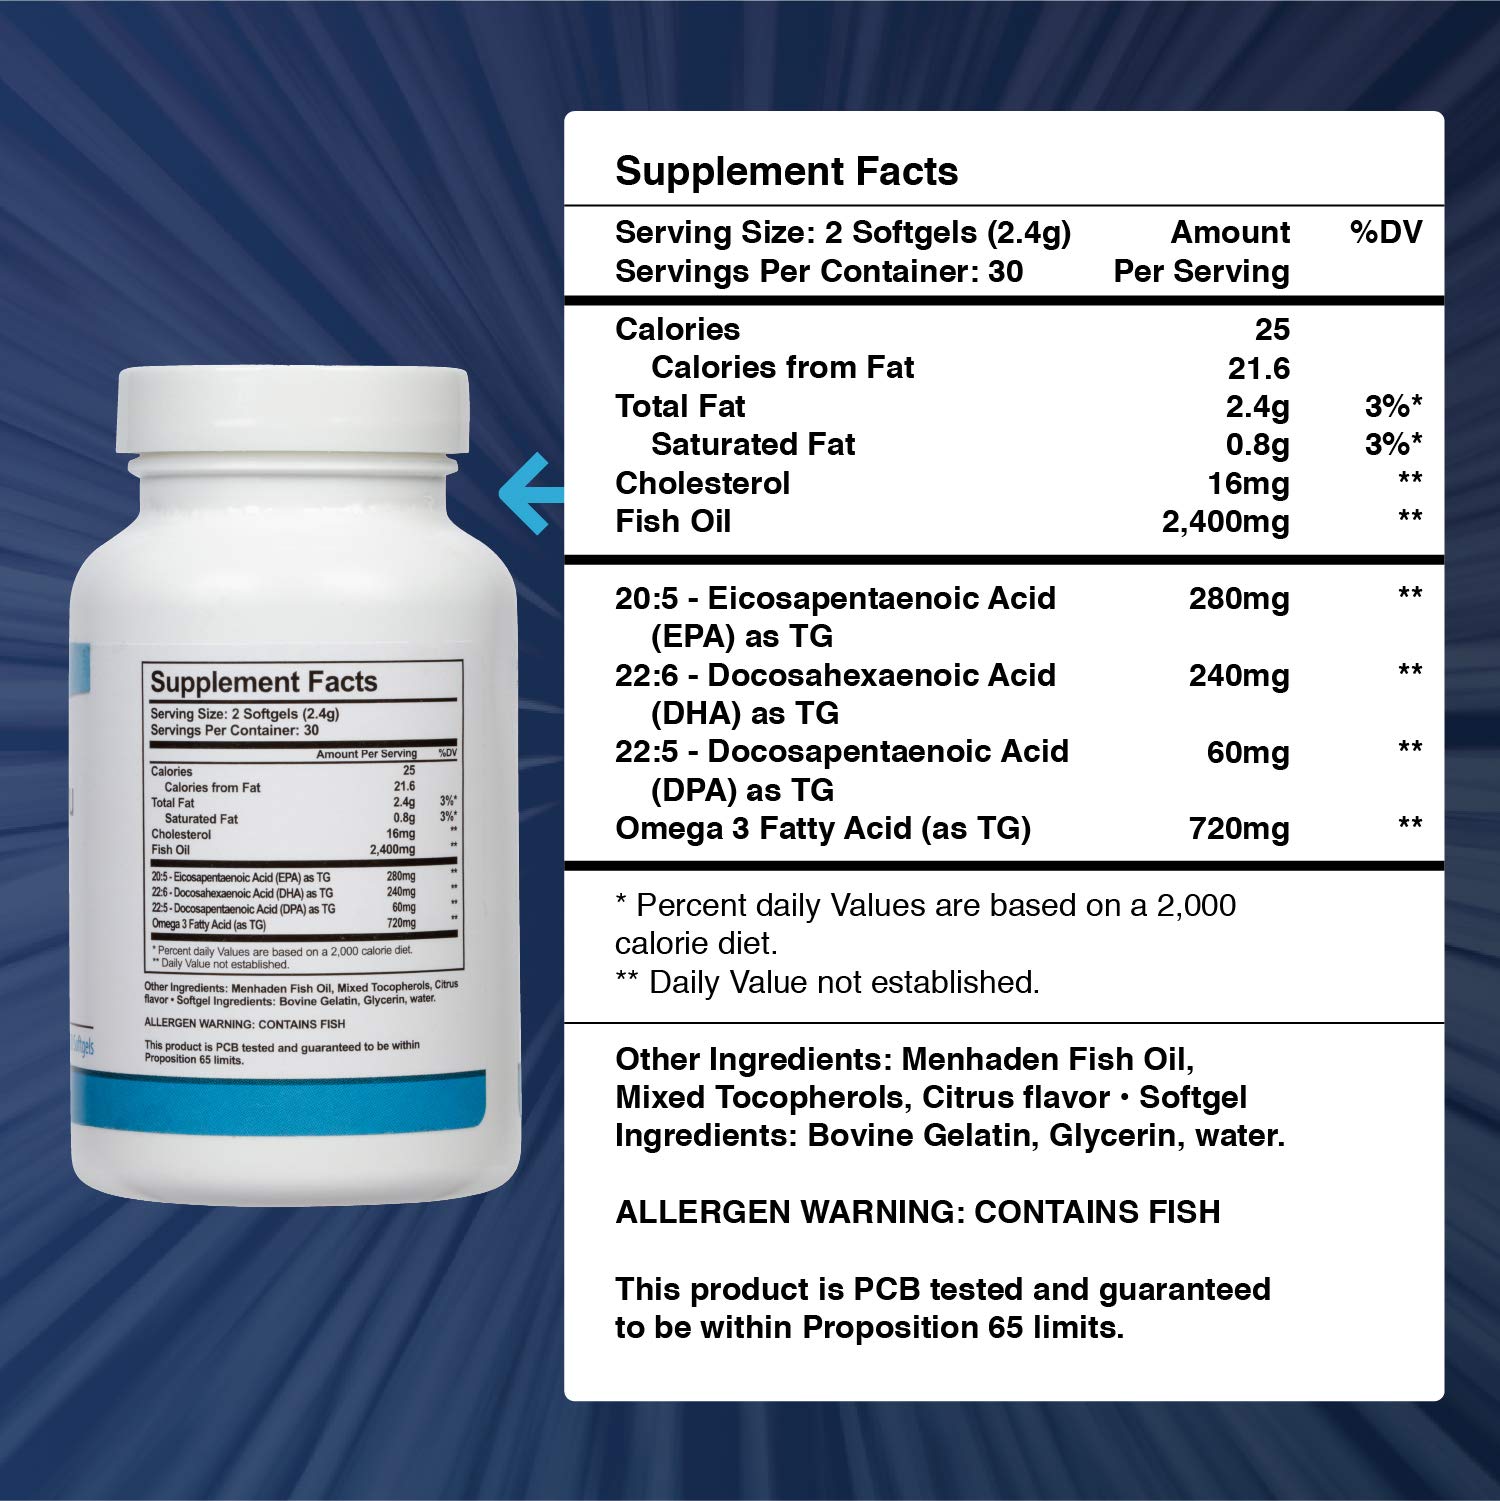 Supplement Facts
Serving Size: 2 Softgels (2.4g) Amount %DV
Servings Per Container: 30 Per Serving
Calories 25
Calories from Fat 21.6
Total Fat 2.4g 3%*
Saturated Fat 0.8g 3%*
Cholesterol 16mg **
Fish Oil 2,400mg **
20:5 - Eicosapentaenoic Acid 280mg **
(EPA) as TG
22:6 - Docosahexaenoic Acid 240mg **
(DHA) as TG
22:5 - Docosapentaenoic Acid 60mg **
(DPA) as TG
Omega 3 Fatty Acid (as TG) 720mg **
* Percent daily Values are based on a 2,000
calorie diet.
** Daily Value not established.
Other Ingredients: Menhaden Fish Oil,
Mixed Tocopherols, Citrus flavor • Softgel
Ingredients: Bovine Gelatin, Glycerin, water.
ALLERGEN WARNING: CONTAINS FISH
This product is PCB tested and guaranteed
to be within Proposition 65 limits.
Supplement Facts
Serving Size: 2 Softgels (2.4g)
Servings Per Container: 30
Amount Per Serving %DV
Calories 25
Calories from Fat 21.6
Total Fat 2.4g 3%*
Saturated Fat 0.8g 3%*
Cholesterol 16mg **
Fish Oil 2,400mg **
20:5 - Eicosapentaenoic Acid (EPA) as TG 280mg **
22:6 - Docosahexaenoic Acid (DHA) as TG 240mg **
22:5 - Docosapentaenoic Acid (DPA) as TG 60mg **
Omega 3 Fatty Acid (as TG) 720mg **
* Percent daily Values are based on a 2,000 calorie diet.
** Daily Value not established.
Other Ingredients: Menhaden Fish Oil, Mixed Tocopherols, Citrus
flavor • Softgel Ingredients: Bovine Gelatin, Glycerin, water.
ALLERGEN WARNING: CONTAINS FISH
This product is PCB tested and guaranteed to be within
Proposition 65 limits.
Softgels